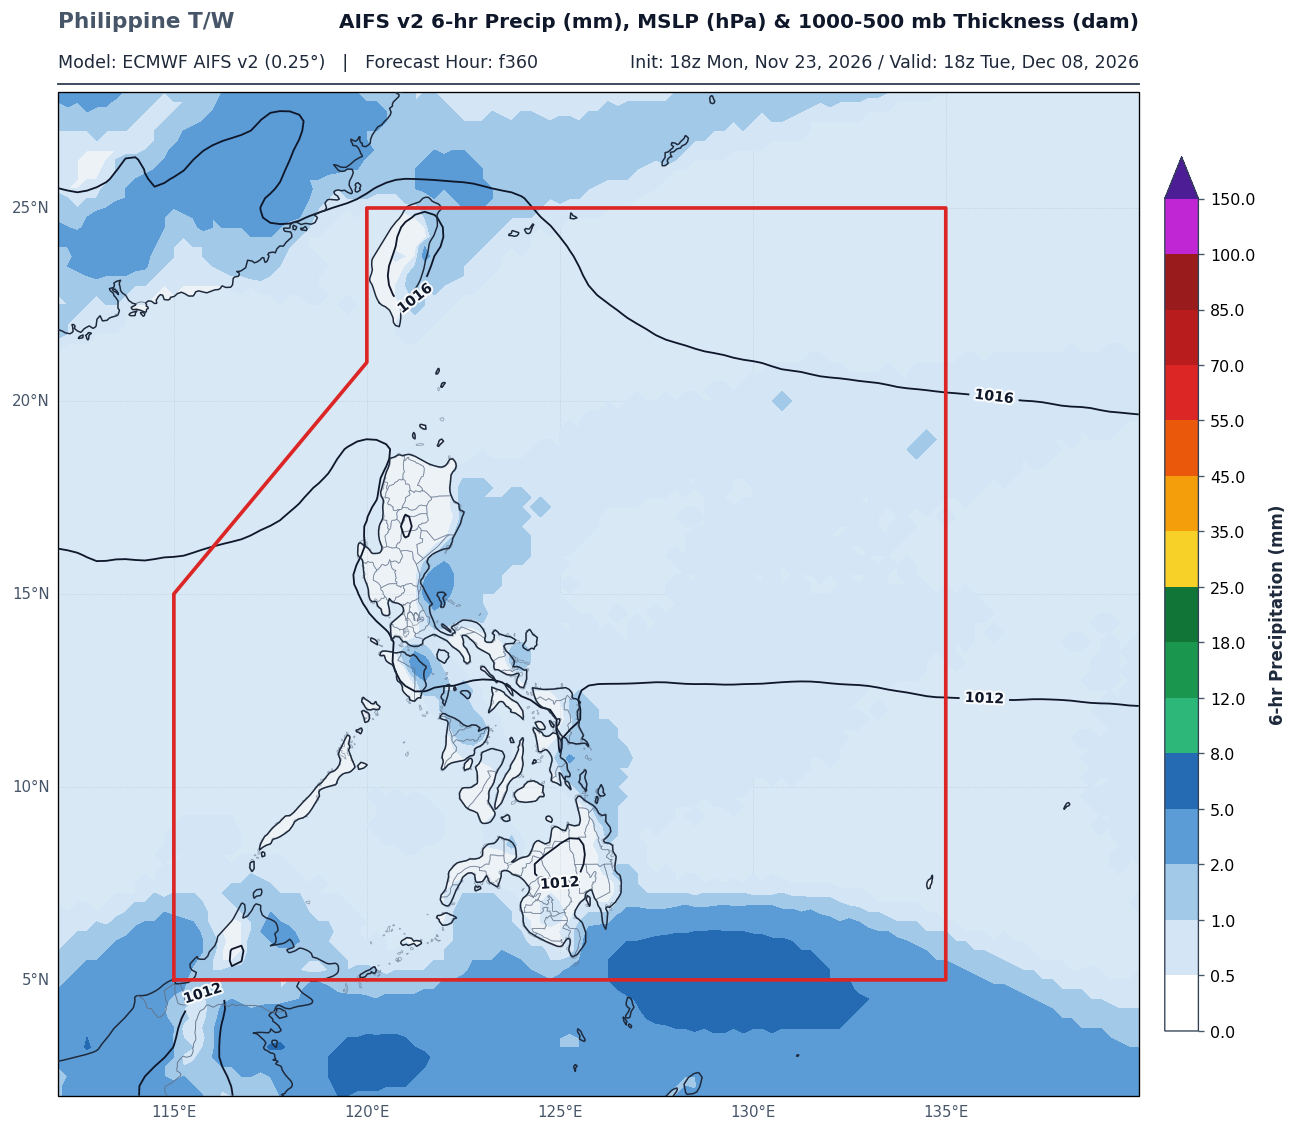 Philippine T/W
AIFS v2 6-hr Precip (mm), MSLP (hPa) & 1000-500 mb Thickness (dam)
Model: ECMWF AIFS v2 (0.25°) | Forecast Hour: f360
Init: 18z Mon, Nov 23, 2026 / Valid: 18z Tue, Dec 08, 2026
25°N
20°N
15°N
10°N
5°N
115°E
120°E
125°E
130°E
135°E
1016
1016
1012
1012
1012
150.0
100.0
85.0
70.0
55.0
45.0
35.0
25.0
18.0
12.0
8.0
5.0
2.0
1.0
0.5
0.0
6-hr Precipitation (mm)